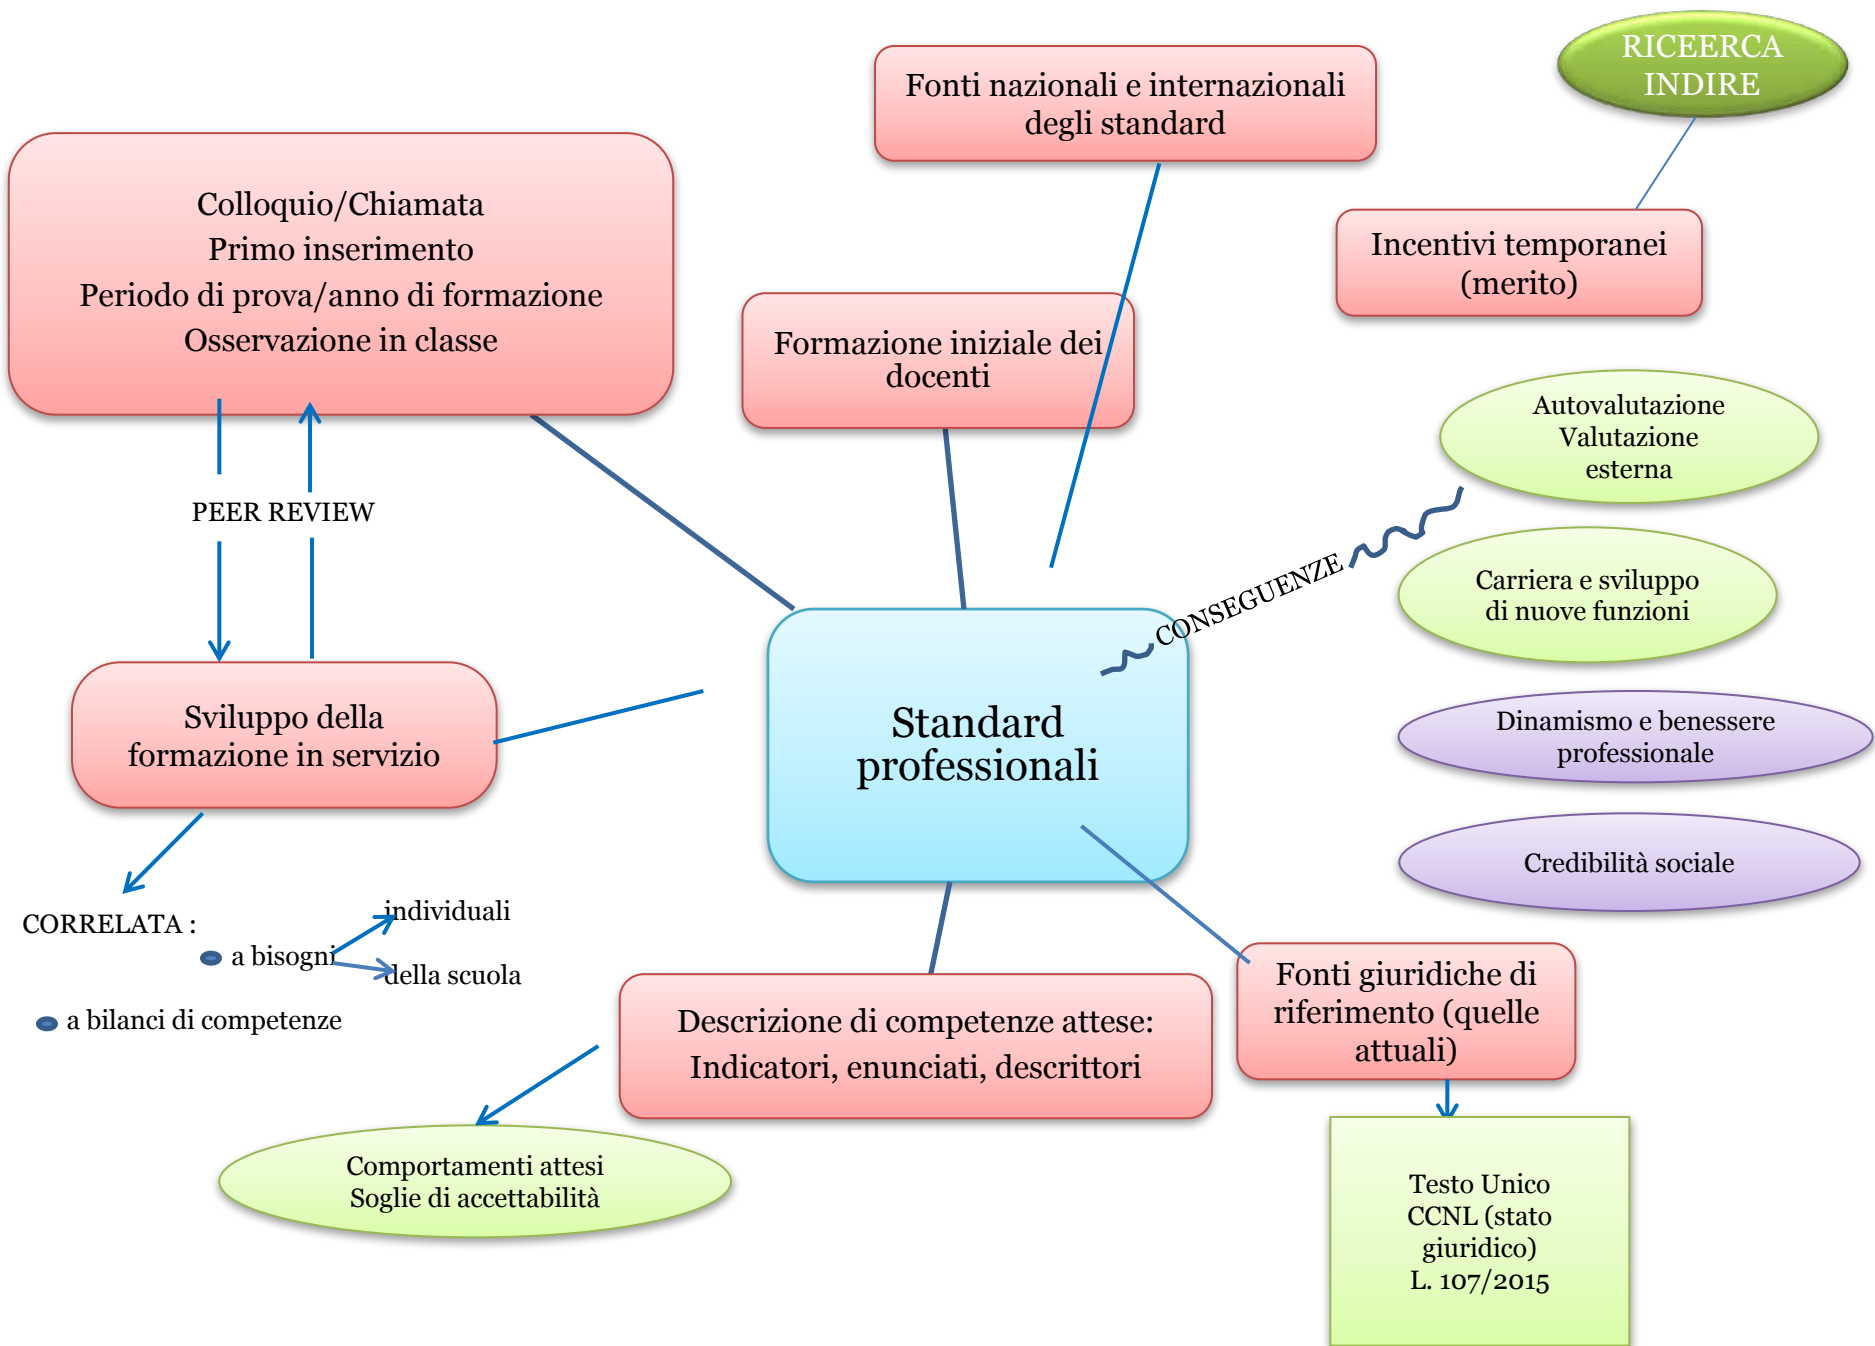 RICEERCA
INDIRE
Fonti nazionali e internazionali
degli standard
Colloquio/Chiamata
Primo inserimento
Periodo di prova/anno di formazione
Osservazione in classe
Incentivi temporanei
(merito)
Formazione iniziale dei
docenti
Autovalutazione
Valutazione
esterna
PEER REVIEW
CONSEGUENZE
Carriera e sviluppo
di nuove funzioni
Sviluppo della
formazione in servizio
Standard
professionali
Dinamismo e benessere
professionale
Credibilità sociale
CORRELATA :
individuali
a bisogni
della scuola
a bilanci di competenze
Descrizione di competenze attese:
Indicatori, enunciati, descrittori
Fonti giuridiche di
riferimento (quelle
attuali)
Comportamenti attesi
Soglie di accettabilità
Testo Unico
CCNL (stato
giuridico)
L. 107/2015